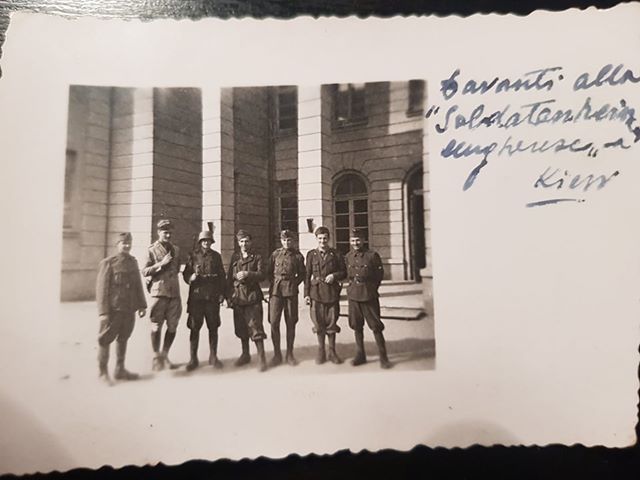 Davanti alla
"Soldatenheim
ungherese" a
Kiew